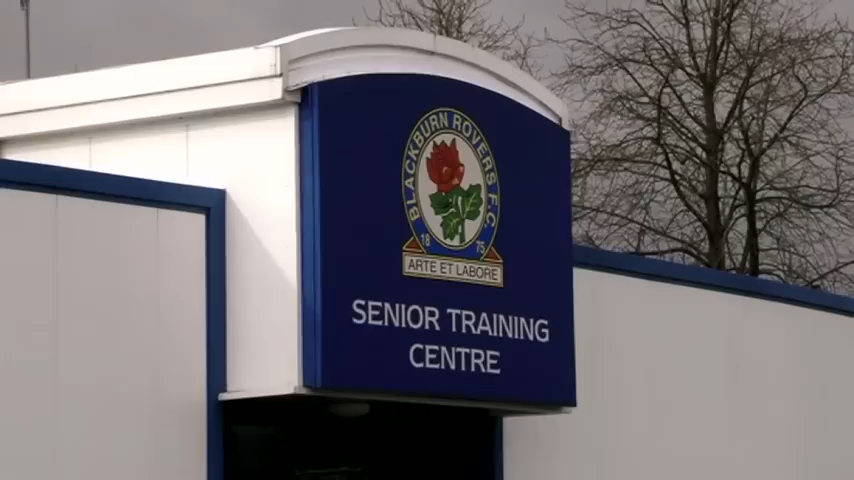 BLACKBURN ROVERS F.C.
18 75
ARTE ET LABORE
SENIOR TRAINING
CENTRE